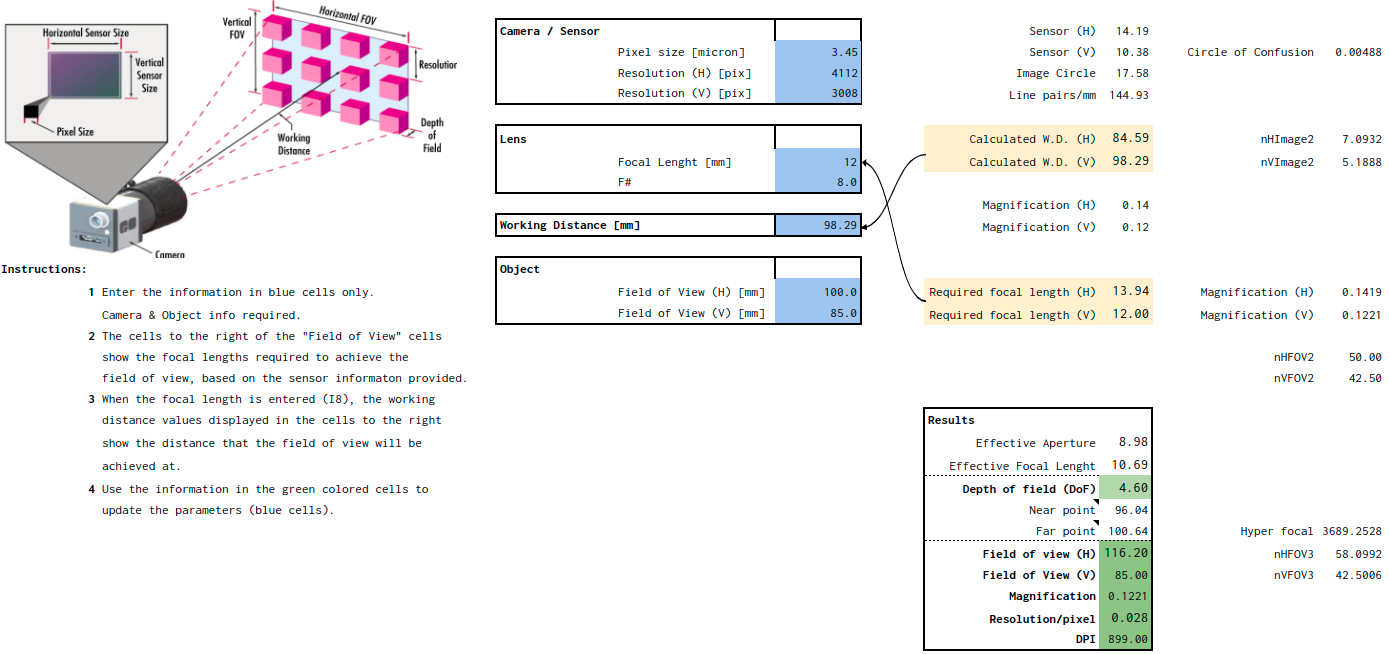 Horizontal Sensor Size
Vertical
Sensor
Size
Pixel Size
Vertical
FOV
Horizontal FOV
Resolution
Depth
of
Field
Working
Distance
Camera
Instructions:
1 Enter the information in blue cells only.
Camera & Object info required.
2 The cells to the right of the "Field of View" cells
show the focal lengths required to achieve the
field of view, based on the sensor informaton provided.
3 When the focal length is entered (I8), the working
distance values displayed in the cells to the right
show the distance that the field of view will be
achieved at.
4 Use the information in the green colored cells to
update the parameters (blue cells).
Camera / Sensor
Pixel size [micron] 3.45
Resolution (H) [pix] 4112
Resolution (V) [pix] 3008
Lens
Focal Lenght [mm] 12
F# 8.0
Working Distance [mm] 98.29
Object
Field of View (H) [mm] 100.0
Field of View (V) [mm] 85.0
Sensor (H) 14.19
Sensor (V) 10.38 Circle of Confusion 0.00488
Image Circle 17.58
Line pairs/mm 144.93
Calculated W.D. (H) 84.59 nHImage2 7.0932
Calculated W.D. (V) 98.29 nVImage2 5.1888
Magnification (H) 0.14
Magnification (V) 0.12
Required focal length (H) 13.94 Magnification (H) 0.1419
Required focal length (V) 12.00 Magnification (V) 0.1221
nHFOV2 50.00
nVFOV2 42.50
Results
Effective Aperture 8.98
Effective Focal Lenght 10.69
Depth of field (DoF) 4.60
Near point 96.04
Far point 100.64 Hyper focal 3689.2528
Field of view (H) 116.20 nHFOV3 58.0992
Field of View (V) 85.00 nVFOV3 42.5006
Magnification 0.1221
Resolution/pixel 0.028
DPI 899.00